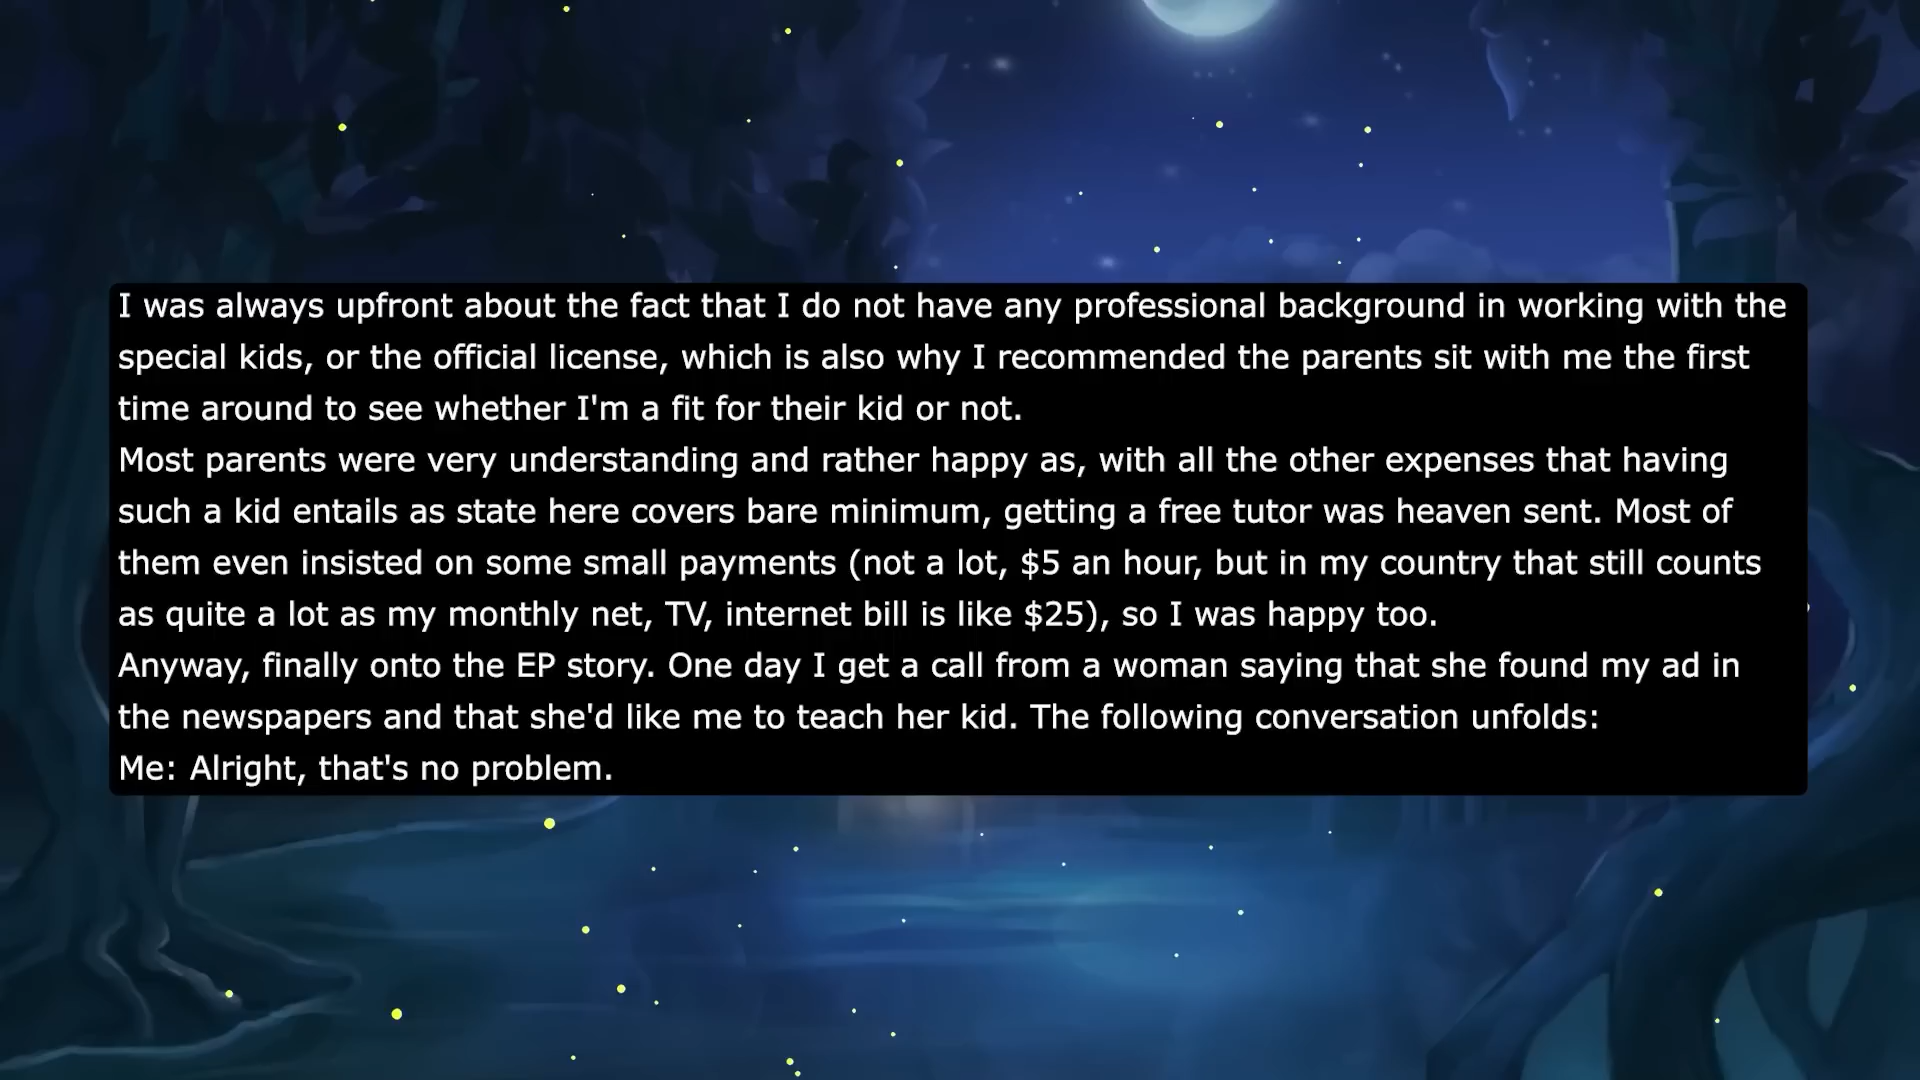 I was always upfront about the fact that I do not have any professional background in working with the
special kids, or the official license, which is also why I recommended the parents sit with me the first
time around to see whether I'm a fit for their kid or not.
Most parents were very understanding and rather happy as, with all the other expenses that having
such a kid entails as state here covers bare minimum, getting a free tutor was heaven sent. Most of
them even insisted on some small payments (not a lot, $5 an hour, but in my country that still counts
as quite a lot as my monthly net, TV, internet bill is like $25), so I was happy too.
Anyway, finally onto the EP story. One day I get a call from a woman saying that she found my ad in
the newspapers and that she'd like me to teach her kid. The following conversation unfolds:
Me: Alright, that's no problem.